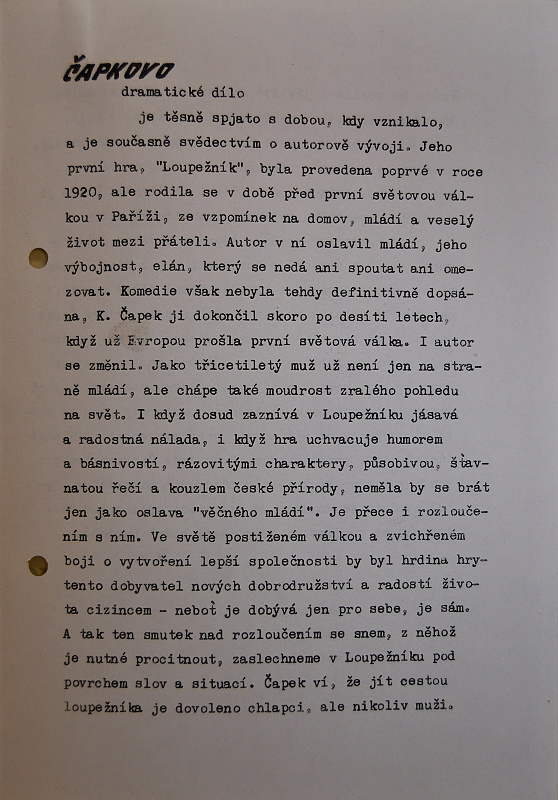 ČAPKOVO
dramatické dílo
je těsně spjato s dobou, kdy vznikalo,
a je současně svědectvím o autorově vývoji. Jeho
první hra, "Loupežník", byla provedena poprvé v roce
1920, ale rodila se v době před první světovou vál-
kou v Paříži, ze vzpomínek na domov, mládí a veselý
život mezi přáteli. Autor v ní oslavil mládí, jeho
výbojnost, elán, který se nedá ani spoutat ani ome-
zovat. Komedie však nebyla tehdy definitivně dopsá-
na, K. Čapek ji dokončil skoro po desíti letech,
když už Evropou prošla první světová válka. I autor
se změnil. Jako třicetiletý muž už není jen na stra-
ně mládí, ale chápe také moudrost zralého pohledu
na svět. I když dosud zaznívá v Loupežníku jásavá
a radostná nálada, i když hra uchvacuje humorem
a básnivostí, rázovitými charaktery, působivou, šťav-
natou řečí a kouzlem české přírody, neměla by se brát
jen jako oslava "věčného mládí". Je přece i rozlouče-
ním s ním. Ve světě postiženém válkou a zvichřeném
boji o vytvoření lepší společnosti by byl hrdina hry-
tento dobyvatel nových dobrodružství a radostí živo-
ta cizincem - neboť je dobývá jen pro sebe, je sám.
A tak ten smutek nad rozloučením se snem, z něhož
je nutné procitnout, zaslechneme v Loupežníku pod
povrchem slov a situací. Čapek ví, že jít cestou
loupežníka je dovoleno chlapci, ale nikoliv muži.